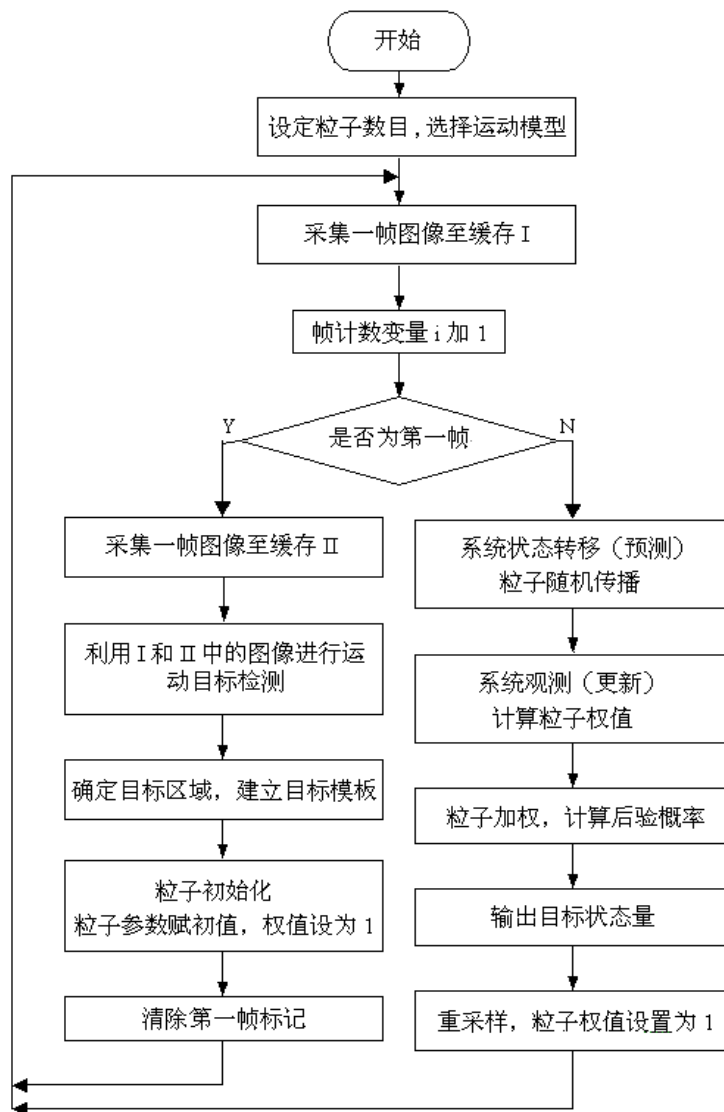 开始
设定粒子数目,选择运动模型
采集一帧图像至缓存 I
帧计数变量 i 加 1
是否为第一帧
Y
N
采集一帧图像至缓存 Ⅱ
利用 I 和 Ⅱ 中的图像进行运
动目标检测
确定目标区域，建立目标模板
粒子初始化
粒子参数赋初值，权值设为 1
清除第一帧标记
系统状态转移（预测）
粒子随机传播
系统观测（更新）
计算粒子权值
粒子加权，计算后验概率
输出目标状态量
重采样，粒子权值设置为 1